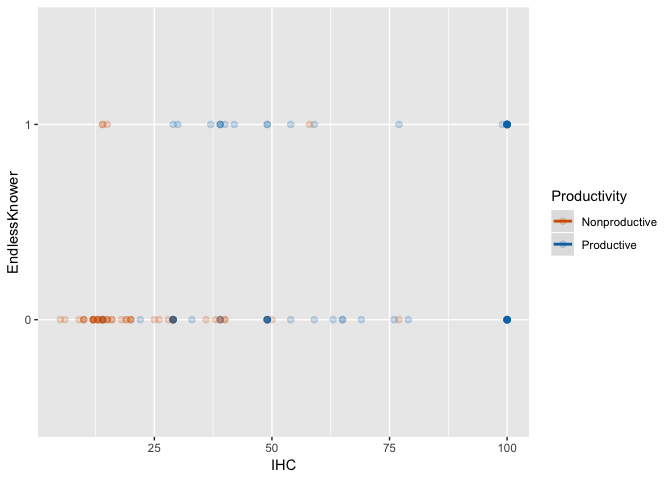 1
0
EndlessKnower
25
50
75
100
IHC
Productivity
Nonproductive
Productive